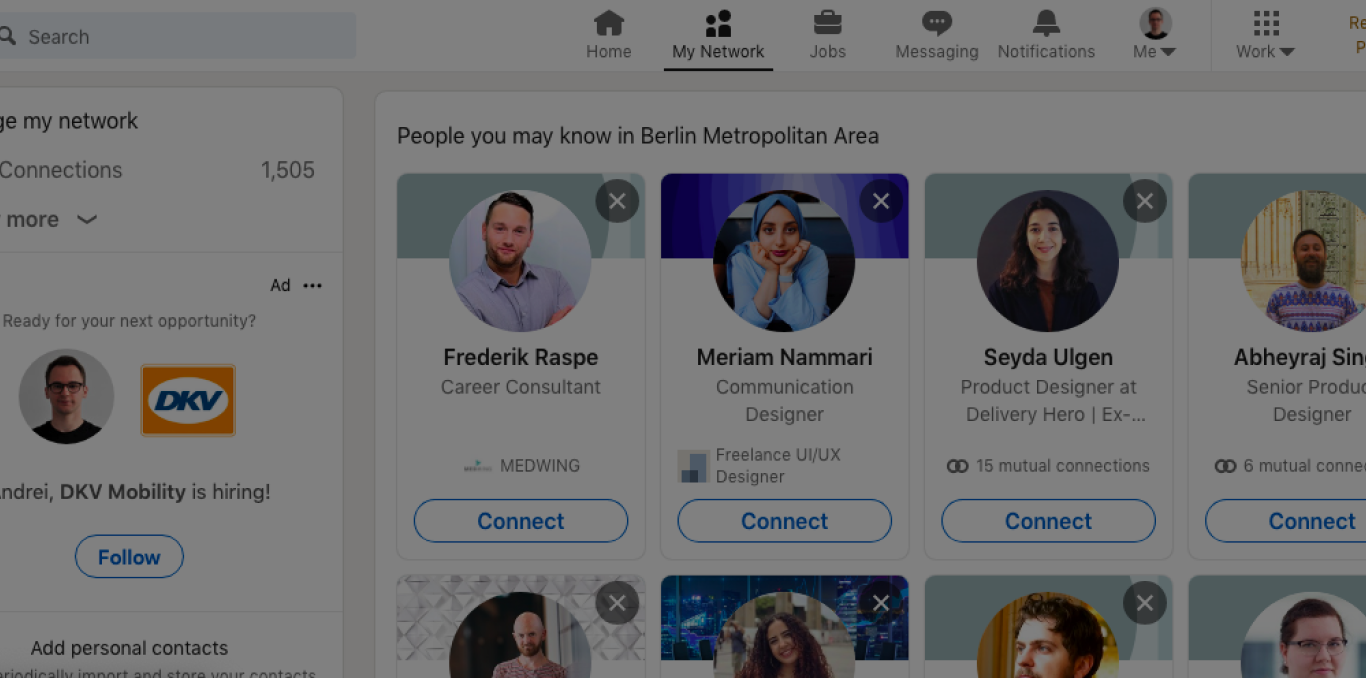 Search
Home
My Network
Jobs
Messaging
Notifications
Me
Work
Re
P
ge my network
Connections
1,505
more
Ad
Ready for your next opportunity?
DKV
ndrei, DKV Mobility is hiring!
Follow
Add personal contacts
eriodically import and store your contacts
People you may know in Berlin Metropolitan Area
Frederik Raspe
Career Consultant
MEDWING
Connect
Meriam Nammari
Communication
Designer
Freelance UI/UX
Designer
Connect
Seyda Ulgen
Product Designer at
Delivery Hero | Ex-...
15 mutual connections
Connect
Abheyraj Sing
Senior Produc
Designer
6 mutual connec
Connect